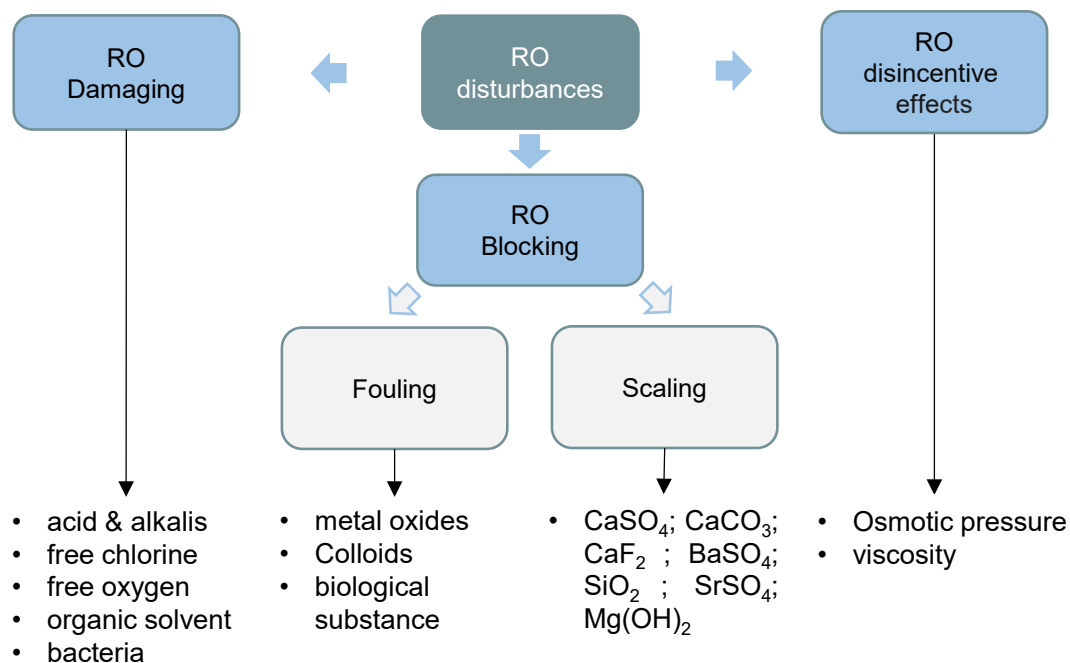 RO
Damaging
RO
disturbances
RO
disincentive
effects
RO
Blocking
Fouling
Scaling
• acid & alkalis
• free chlorine
• free oxygen
• organic solvent
• bacteria
• metal oxides
• Colloids
• biological
substance
• CaSO₄; CaCO₃;
CaF₂ ; BaSO₄;
SiO₂ ; SrSO₄;
Mg(OH)₂
• Osmotic pressure
• viscosity